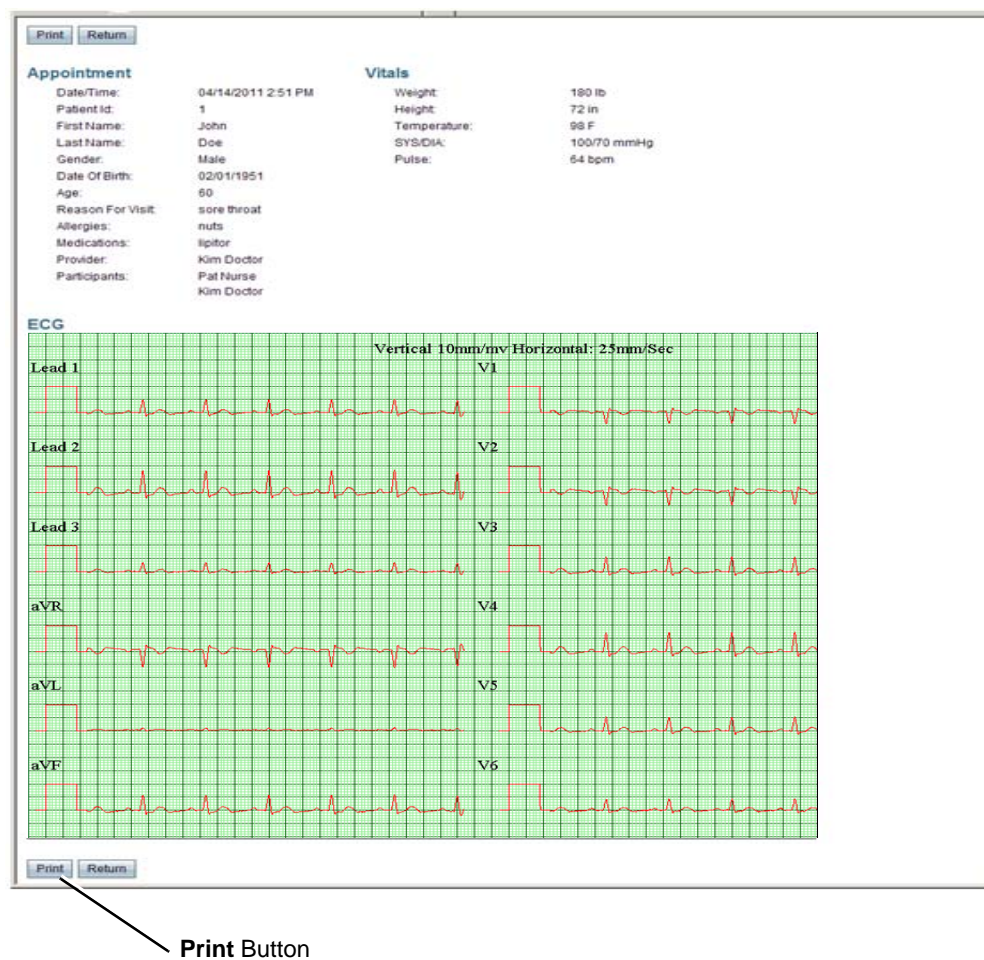 Print Return
Appointment Vitals
Date/Time: 04/14/2011 2:51 PM Weight: 180 lb
Patient Id: 1 Height: 72 in
First Name: John Temperature: 98 F
Last Name: Doe SYS/DIA: 100/70 mmHg
Gender: Male Pulse: 64 bpm
Date Of Birth: 02/01/1951
Age: 60
Reason For Visit: sore throat
Allergies: nuts
Medications: lipitor
Provider: Kim Doctor
Participants: Pat Nurse
Kim Doctor
ECG
Vertical 10mm/mv Horizontal: 25mm/Sec
Lead 1 V1
Lead 2 V2
Lead 3 V3
aVR V4
aVL V5
aVF V6
Print Return
Print Button